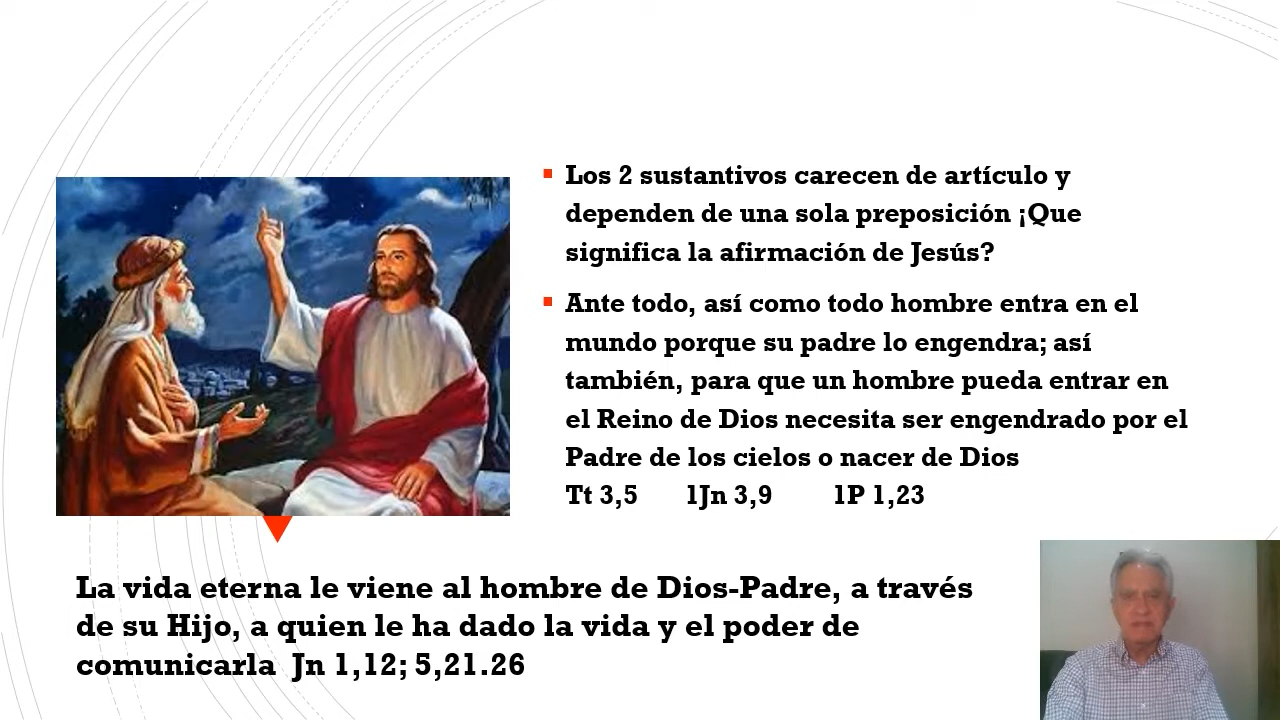 Los 2 sustantivos carecen de artículo y
dependen de una sola preposición ¡Que
significa la afirmación de Jesús?
Ante todo, así como todo hombre entra en el
mundo porque su padre lo engendra; así
también, para que un hombre pueda entrar en
el Reino de Dios necesita ser engendrado por el
Padre de los cielos o nacer de Dios
Tt 3,5 1Jn 3,9 1P 1,23
La vida eterna le viene al hombre de Dios-Padre, a través
de su Hijo, a quien le ha dado la vida y el poder de
comunicarla Jn 1,12; 5,21.26